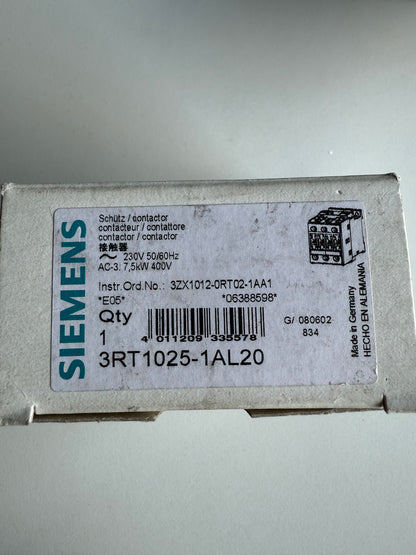 SIEMENS
Schütz / contactor
contacteur / contattore
contactor / contactor
接触器
～ 230V 50/60Hz
AC-3: 7,5kW 400V
Instr.Ord.No.: 3ZX1012-0RT02-1AA1
*E05* *06388598*
Qty
1
4 011209 335578
G/ 080602
834
3RT1025-1AL20
Made in Germany
HECHO EN ALEMANIA